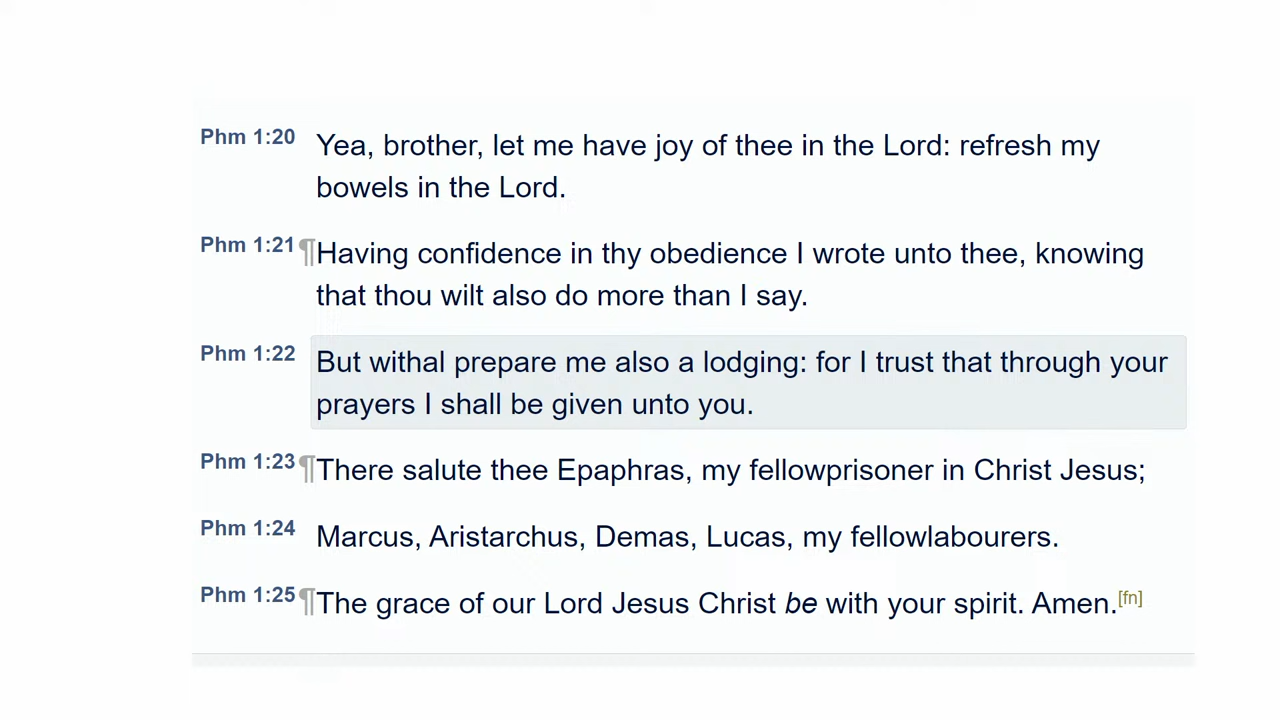 Phm 1:20 Yea, brother, let me have joy of thee in the Lord: refresh my
bowels in the Lord.
Phm 1:21 ¶Having confidence in thy obedience I wrote unto thee, knowing
that thou wilt also do more than I say.
Phm 1:22 But withal prepare me also a lodging: for I trust that through your
prayers I shall be given unto you.
Phm 1:23 ¶There salute thee Epaphras, my fellowprisoner in Christ Jesus;
Phm 1:24 Marcus, Aristarchus, Demas, Lucas, my fellowlabourers.
Phm 1:25 ¶The grace of our Lord Jesus Christ be with your spirit. Amen.[fn]